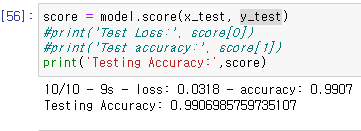 [56]: score = model.score(x_test, y_test)
#print('Test Loss:', score[0])
#print('Test accuracy:', score[1])
print('Testing Accuracy:',score)
10/10 - 9s - loss: 0.0318 - accuracy: 0.9907
Testing Accuracy: 0.9906985759735107